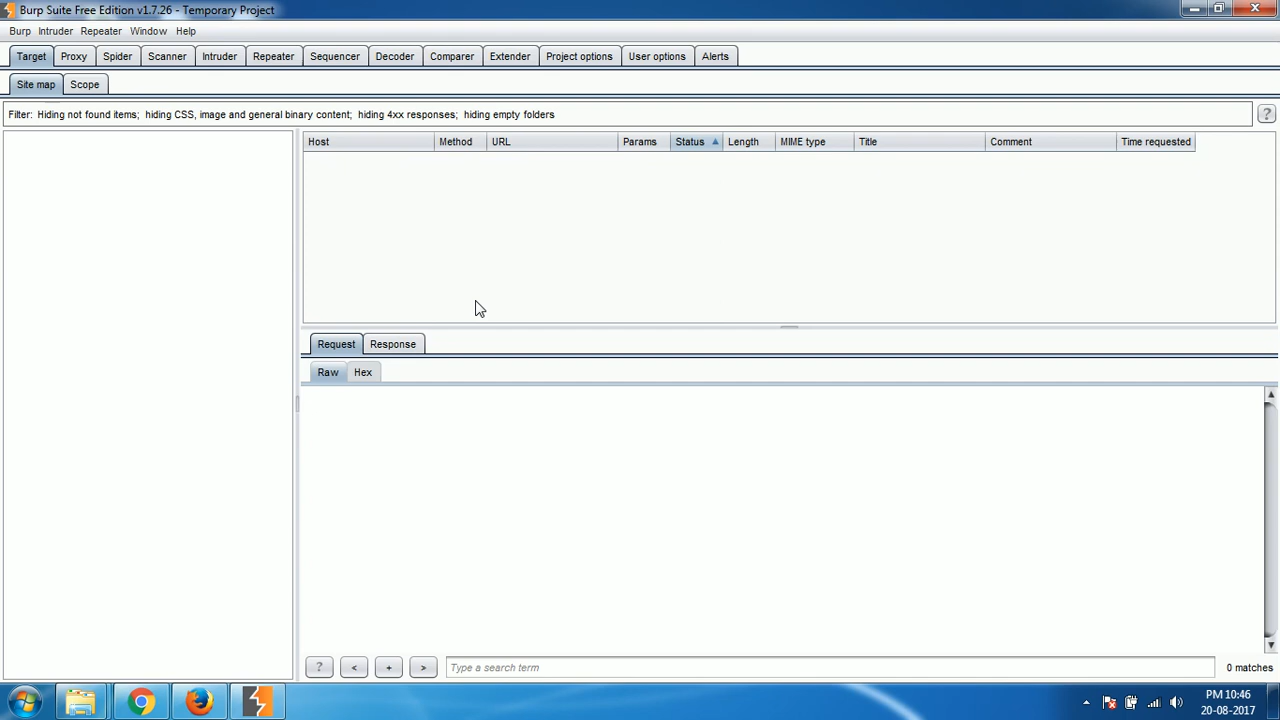 Burp Suite Free Edition v1.7.26 - Temporary Project
Burp Intruder Repeater Window Help
Target Proxy Spider Scanner Intruder Repeater Sequencer Decoder Comparer Extender Project options User options Alerts
Site map Scope
Filter: Hiding not found items; hiding CSS, image and general binary content; hiding 4xx responses; hiding empty folders ?
Host Method URL Params Status Length MIME type Title Comment Time requested
Request Response
Raw Hex
? < + > Type a search term 0 matches
PM 10:46
20-08-2017